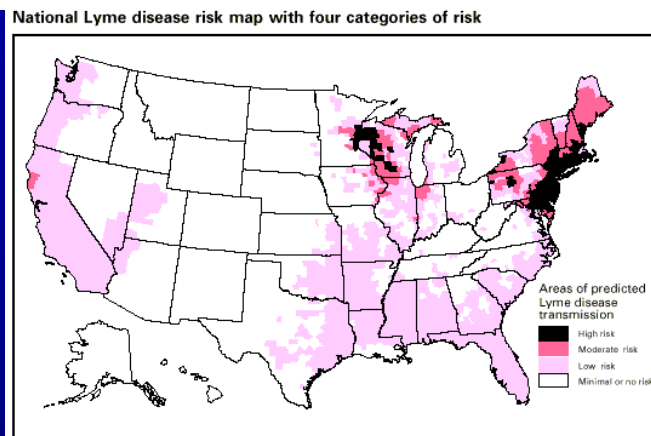 National Lyme disease risk map with four categories of risk
Areas of predicted
Lyme disease
transmission
High risk
Moderate risk
Low risk
Minimal or no risk